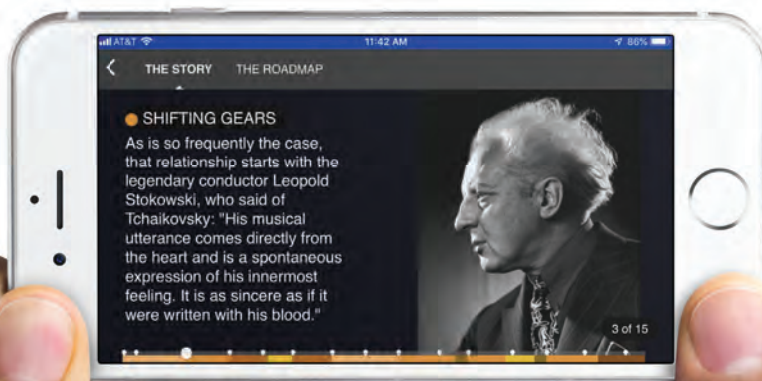 AT&T 11:42 AM 86%
THE STORY THE ROADMAP
SHIFTING GEARS
As is so frequently the case,
that relationship starts with the
legendary conductor Leopold
Stokowski, who said of
Tchaikovsky: "His musical
utterance comes directly from
the heart and is a spontaneous
expression of his innermost
feeling. It is as sincere as if it
were written with his blood."
3 of 15